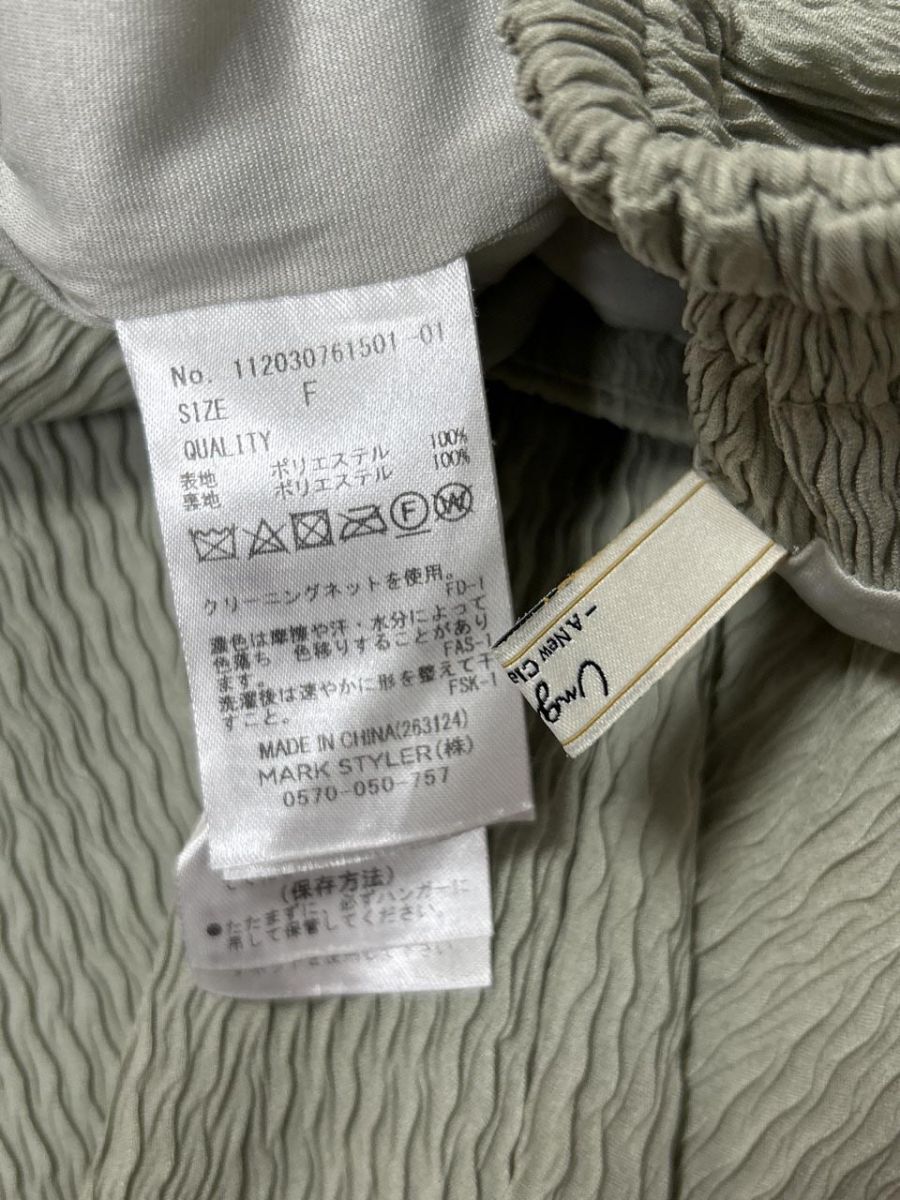 No. 112030761501-01
SIZE F
QUALITY
表地 ポリエステル 100%
裏地 ポリエステル 100%
F W
クリーニングネットを使用。
FD-1
濃色は摩擦や汗・水分によって
色落ち 色移りすることがあり
ます。 FAS-1
洗濯後は速やかに形を整えて干
すこと。 FSK-1
MADE IN CHINA(263124)
MARK STYLER(株)
0570-050-757
(保存方法)
●たたまずに 必ずハンガーに
吊して保管してください。
-A New Cla